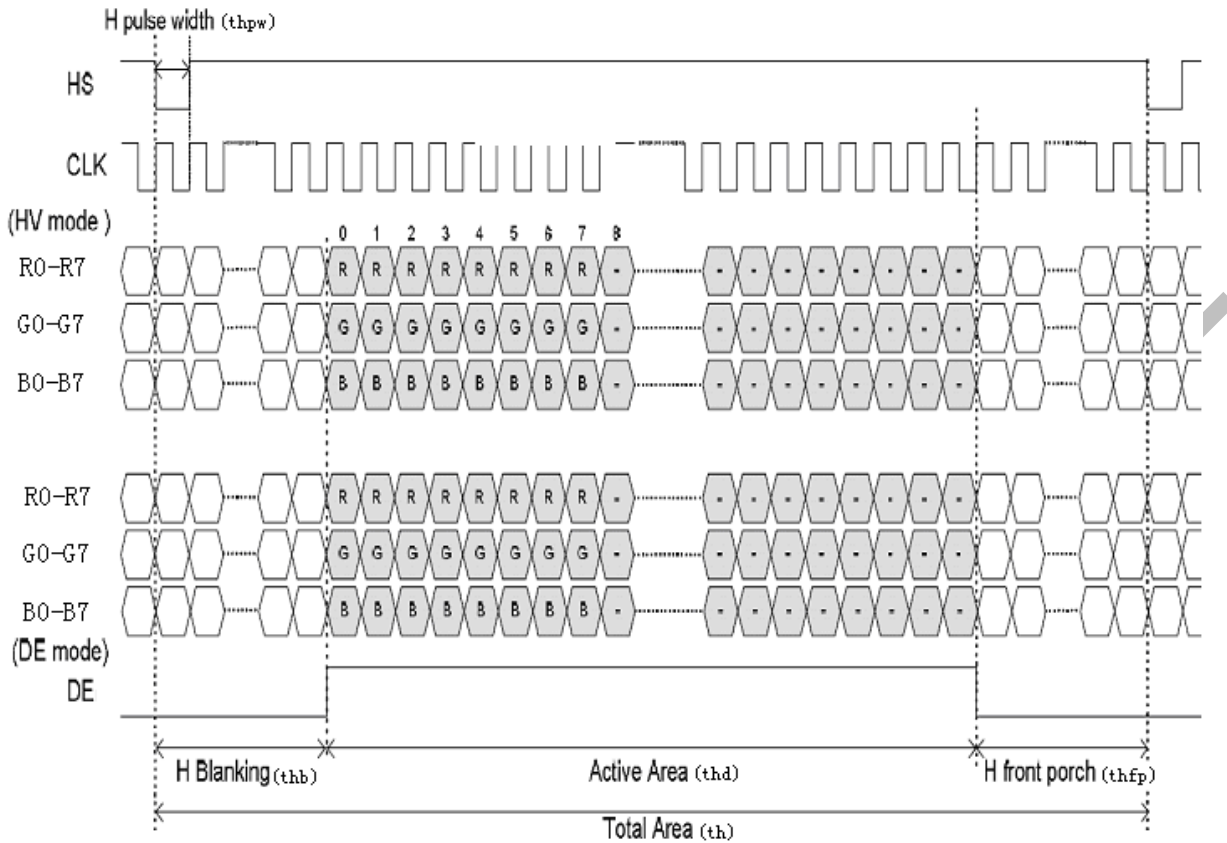 H pulse width (thpw)
HS
CLK
(HV mode )
0 1 2 3 4 5 6 7 8
R0-R7 R R R R R R R R - - - - - - - - -
G0-G7 G G G G G G G G - - - - - - - - -
B0-B7 B B B B B B B B - - - - - - - - -
R0-R7 R R R R R R R R - - - - - - - - -
G0-G7 G G G G G G G G - - - - - - - - -
B0-B7 B B B B B B B B - - - - - - - - -
(DE mode)
DE
H Blanking(thb) Active Area (thd) H front porch (thfp)
Total Area (th)